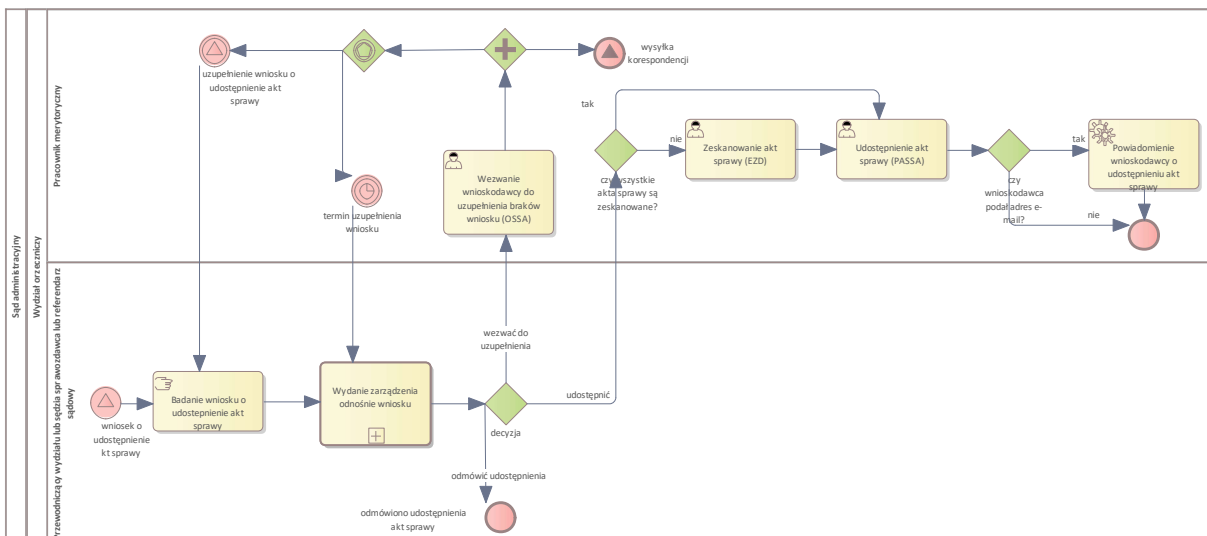 Sąd administracyjny
Wydział orzeczniczy
Pracownik merytoryczny
uzupełnienie wniosku o
udostępnienie akt
sprawy
termin uzupełnienia
wniosku
Wezwanie
wnioskodawcy do
uzupełnienia braków
wniosku (OSSA)
wysyłka
korespondencji
tak
nie
czy wszystkie
akta sprawy są
zeskanowane?
Zeskanowanie akt
sprawy (EZD)
Udostępnienie akt
sprawy (PASSA)
czy
wnioskodawca
podał adres e-
mail?
tak
nie
Powiadomienie
wnioskodawcy o
udostępnieniu akt
sprawy
Przewodniczący wydziału lub sędzia sprawozdawca lub referendarz
sądowy
wniosek o
udostępnienie
kt sprawy
Badanie wniosku o
udostepnienie akt
sprawy
Wydanie zarządzenia
odnośnie wniosku
wezwać do
uzupełnienia
decyzja
udostępnić
odmówić udostępnienia
odmówiono udostępnienia
akt sprawy